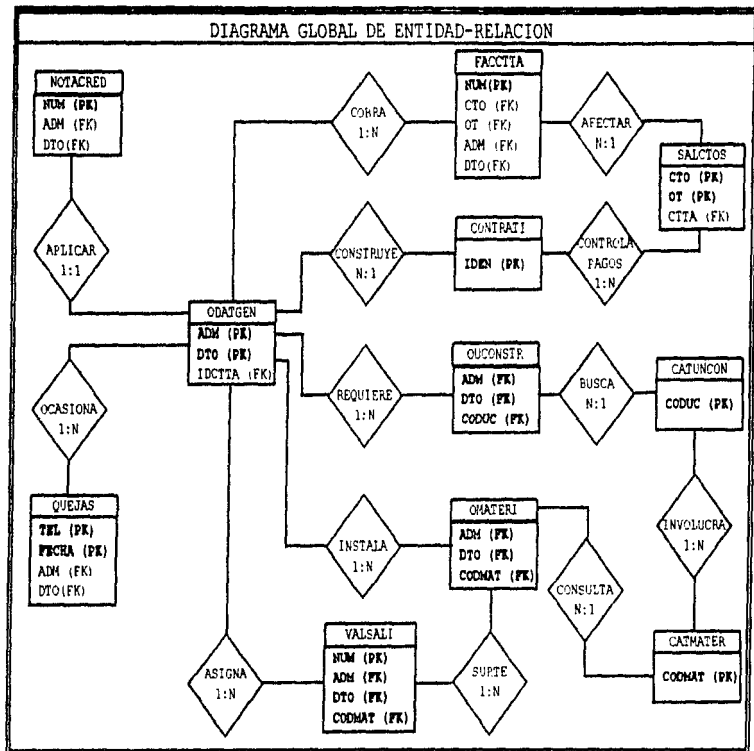 DIAGRAMA GLOBAL DE ENTIDAD-RELACION
NOTACRED
NUM (PK)
ADM (FK)
DTO(FK)
COBRA
1:N
FACCTTA
NUM(PK)
CTO (FK)
OT (FK)
ADM (FK)
DTO(FK)
AFECTAR
N:1
SALCTOS
CTO (PK)
OT (PK)
CTTA (FK)
APLICAR
1:1
CONSTRUYE
N:1
CONTRATI
IDEN (PK)
CONTROLA
PAGOS
1:N
ODATGEN
ADM (PK)
DTO (PK)
IDCTTA (FK)
OCASIONA
1:N
REQUIERE
1:N
OUCONSTR
ADM (FK)
DTO (FK)
CODUC (FK)
BUSCA
N:1
CATUNCON
CODUC (PK)
QUEJAS
TEL (PK)
FECHA (PK)
ADM (FK)
DTO(FK)
INSTALA
1:N
OMATERI
ADM (FK)
DTO (FK)
CODMAT (FK)
CONSULTA
N:1
INVOLUCRA
1:N
ASIGNA
1:N
VALSALI
NUM (PK)
ADM (FK)
DTO (FK)
CODMAT (FK)
SURTE
1:N
CATMATER
CODMAT (PK)